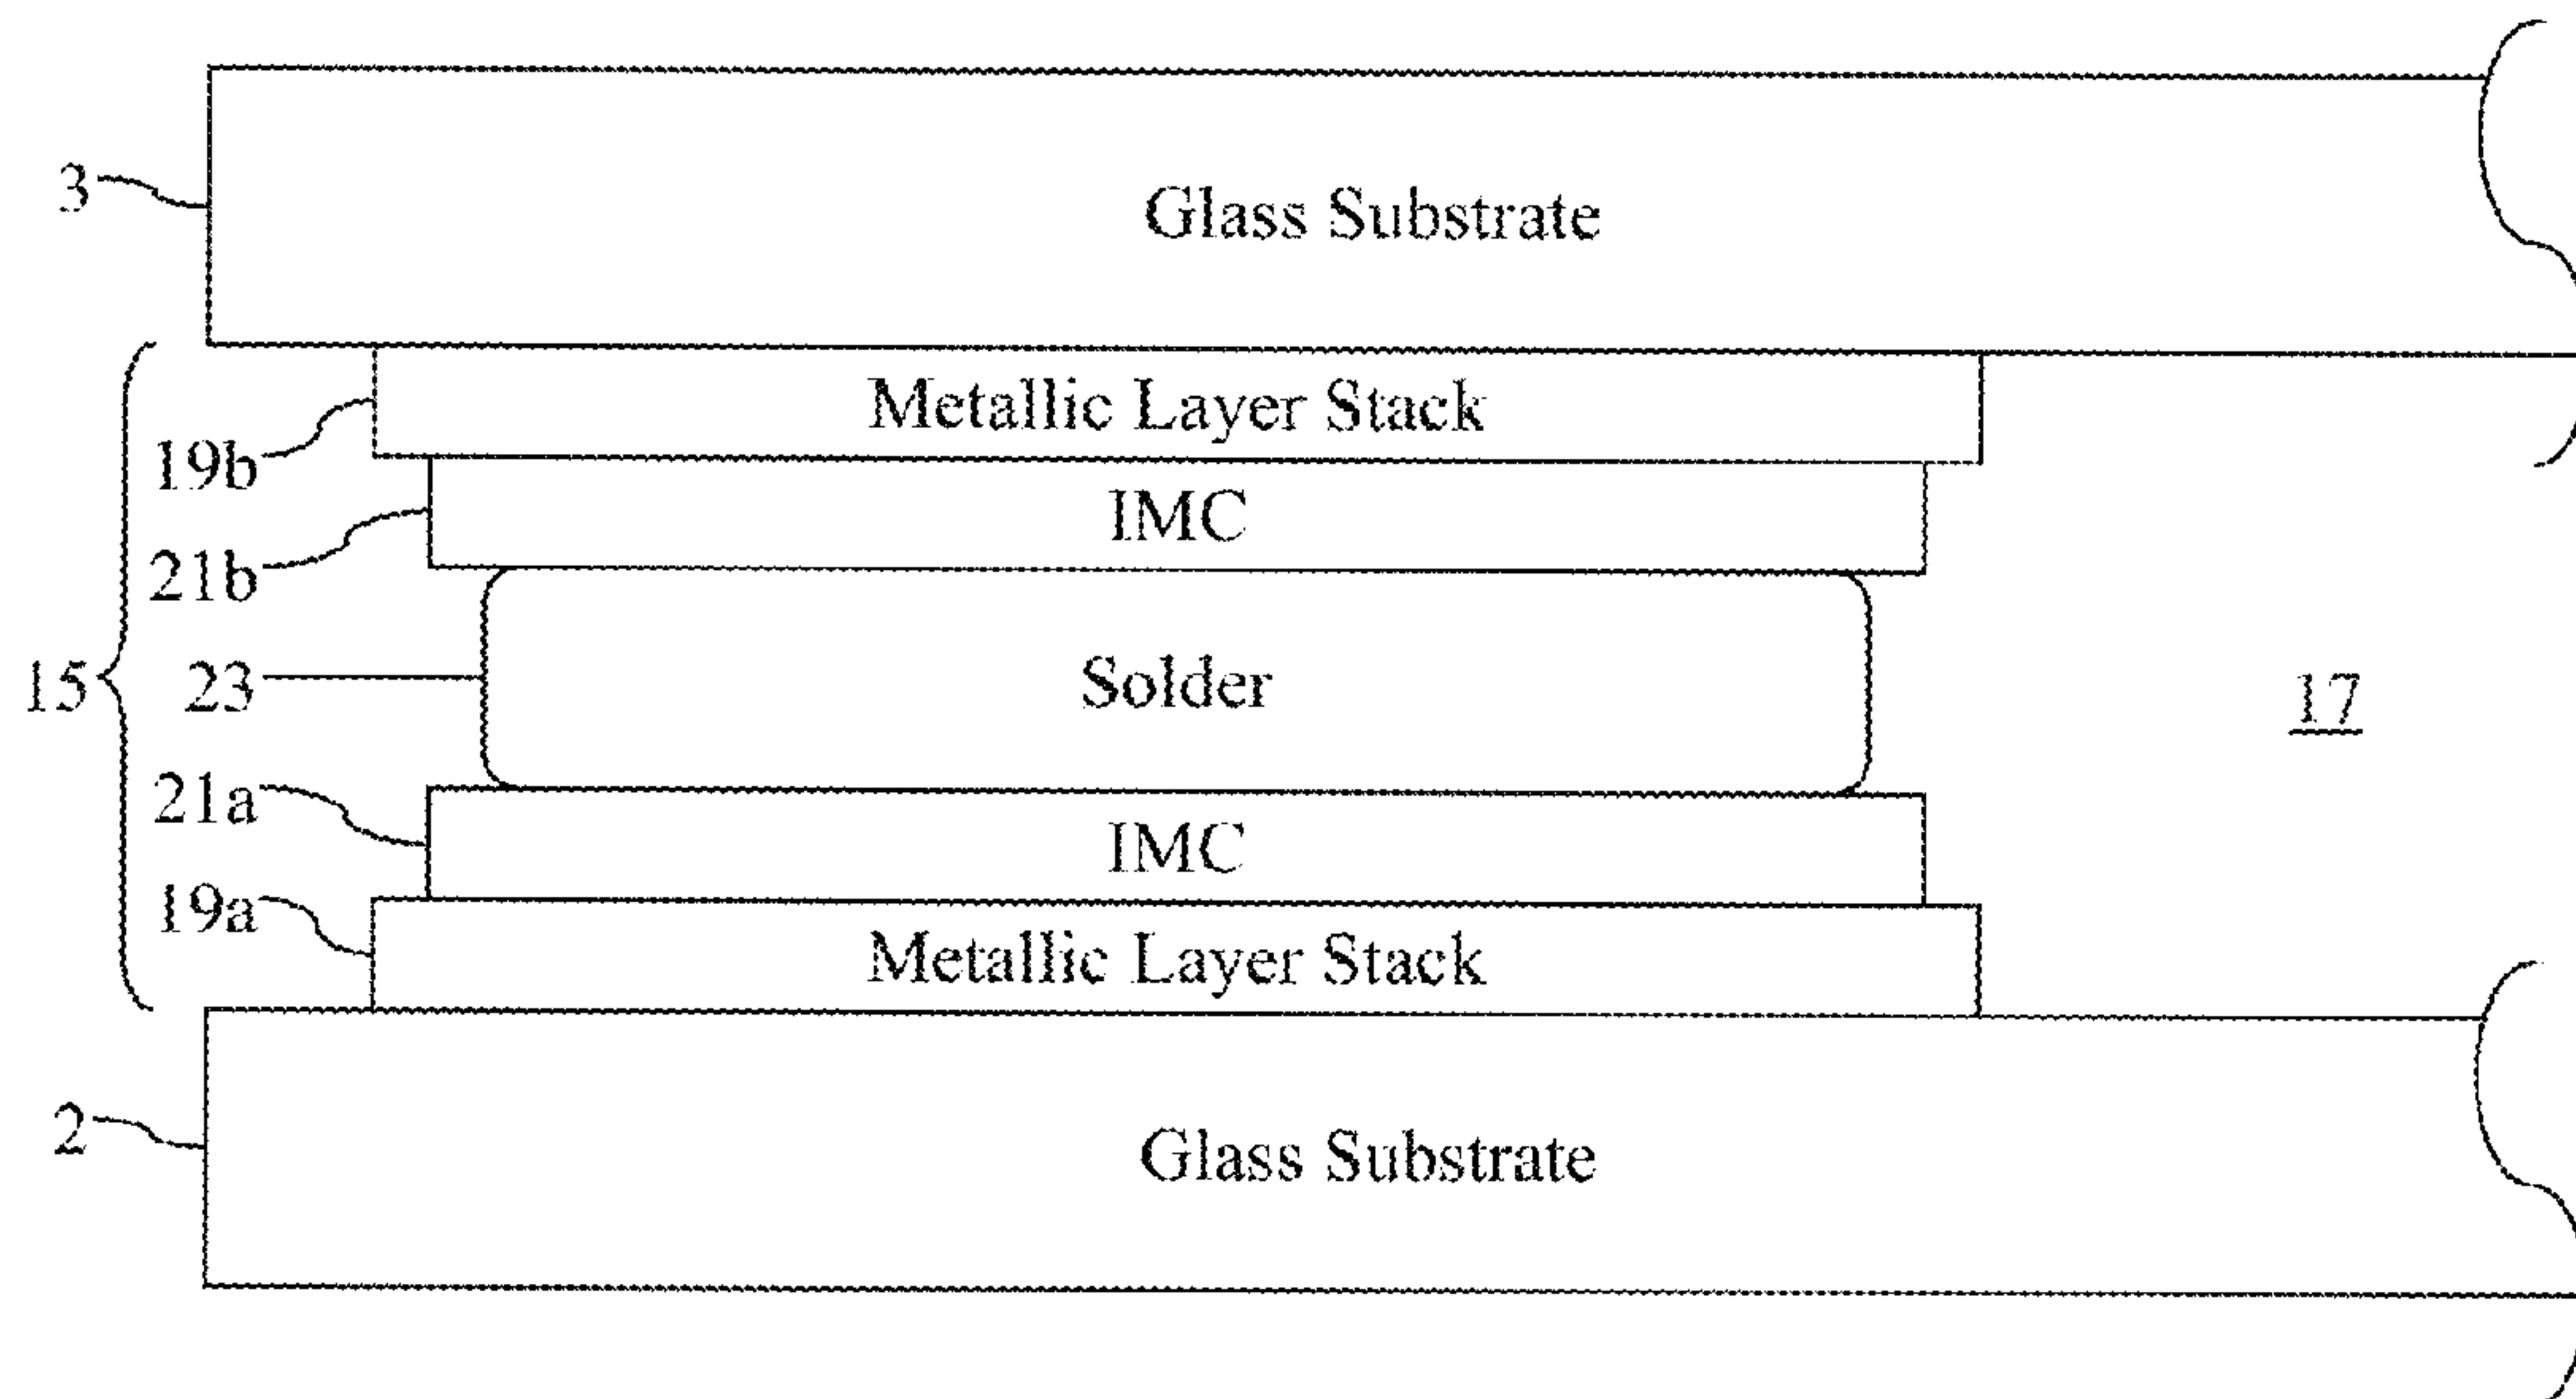 3
Glass Substrate
Metallic Layer Stack
19b
IMC
21b
15
23
Solder
17
21a
IMC
19a
Metallic Layer Stack
2
Glass Substrate